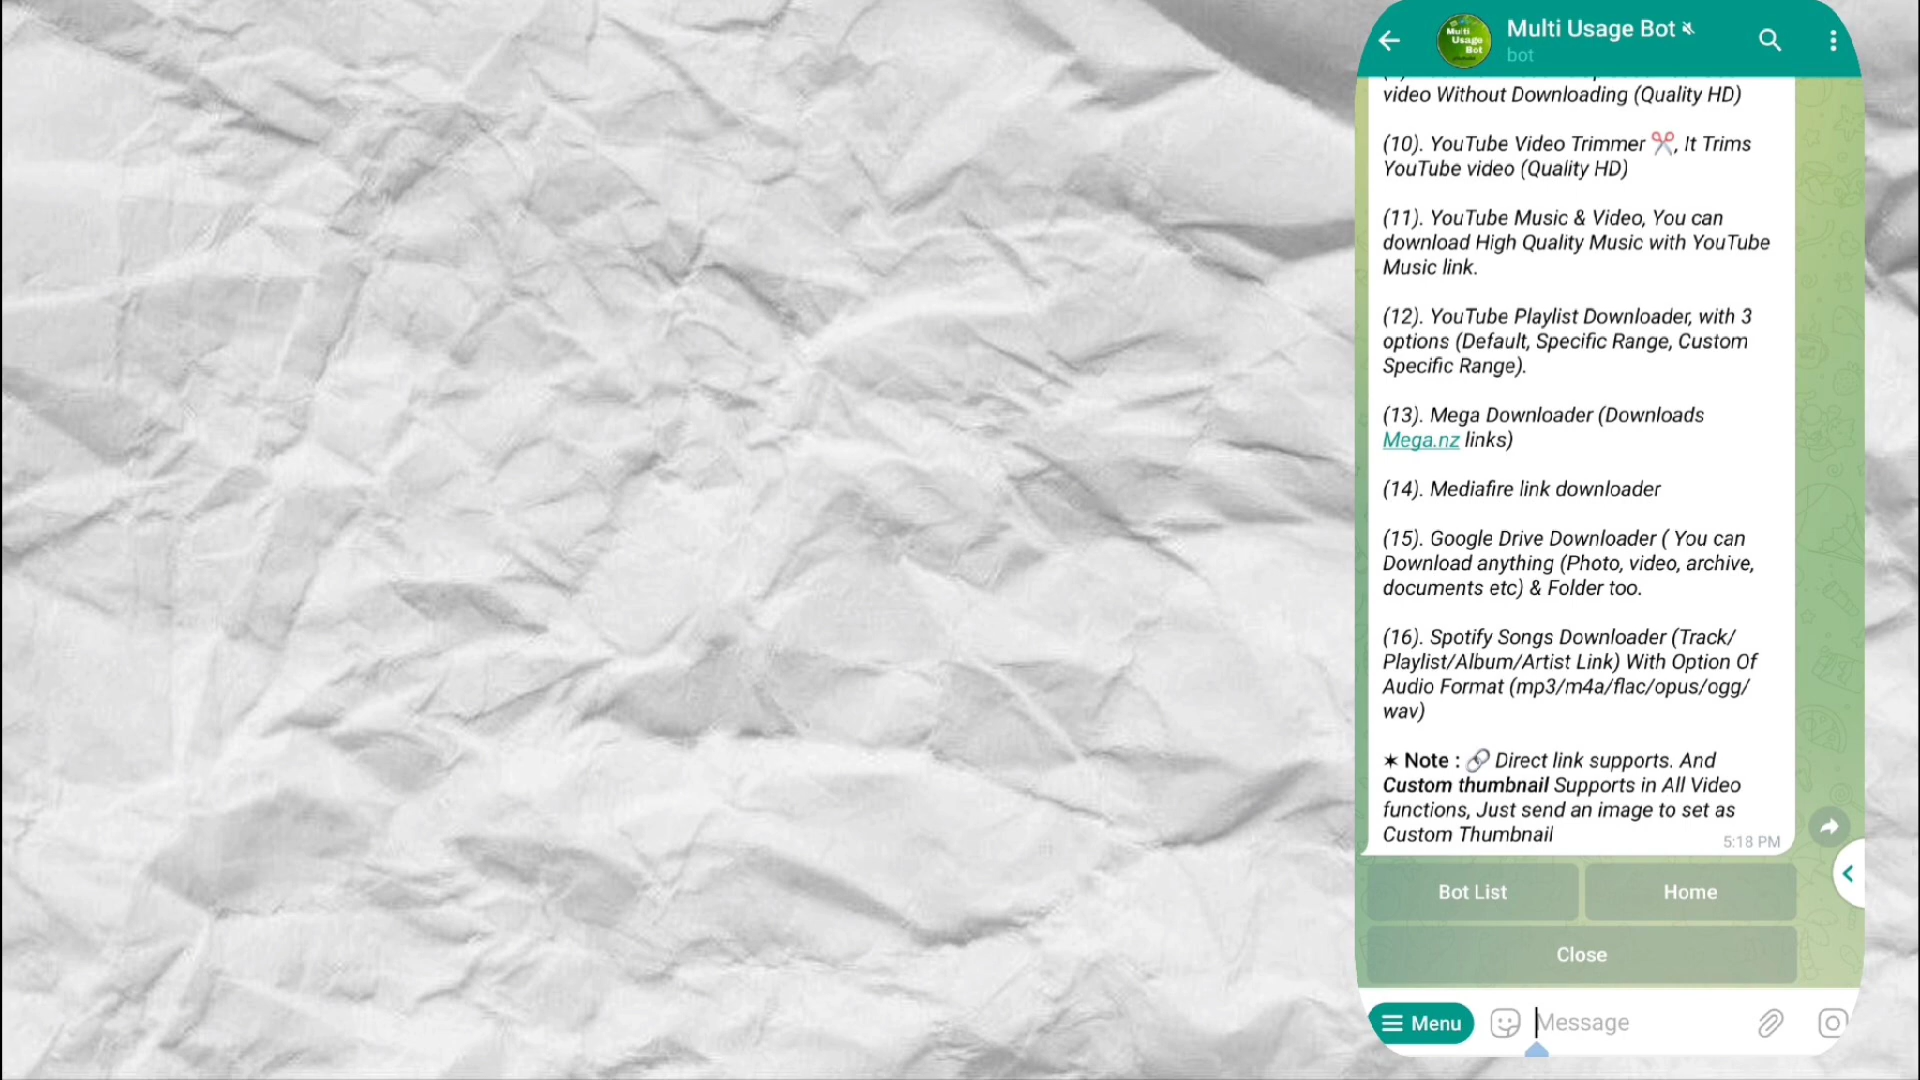 Multi Usage Bot
bot
Multi
Usage
Bot
video Without Downloading (Quality HD)
(10). YouTube Video Trimmer ✂️, It Trims
YouTube video (Quality HD)
(11). YouTube Music & Video, You can
download High Quality Music with YouTube
Music link.
(12). YouTube Playlist Downloader, with 3
options (Default, Specific Range, Custom
Specific Range).
(13). Mega Downloader (Downloads
Mega.nz links)
(14). Mediafire link downloader
(15). Google Drive Downloader ( You can
Download anything (Photo, video, archive,
documents etc) & Folder too.
(16). Spotify Songs Downloader (Track/
Playlist/Album/Artist Link) With Option Of
Audio Format (mp3/m4a/flac/opus/ogg/
wav)
✶ Note : 🔗 Direct link supports. And
Custom thumbnail Supports in All Video
functions, Just send an image to set as
Custom Thumbnail
5:18 PM
Bot List
Home
Close
Menu
Message